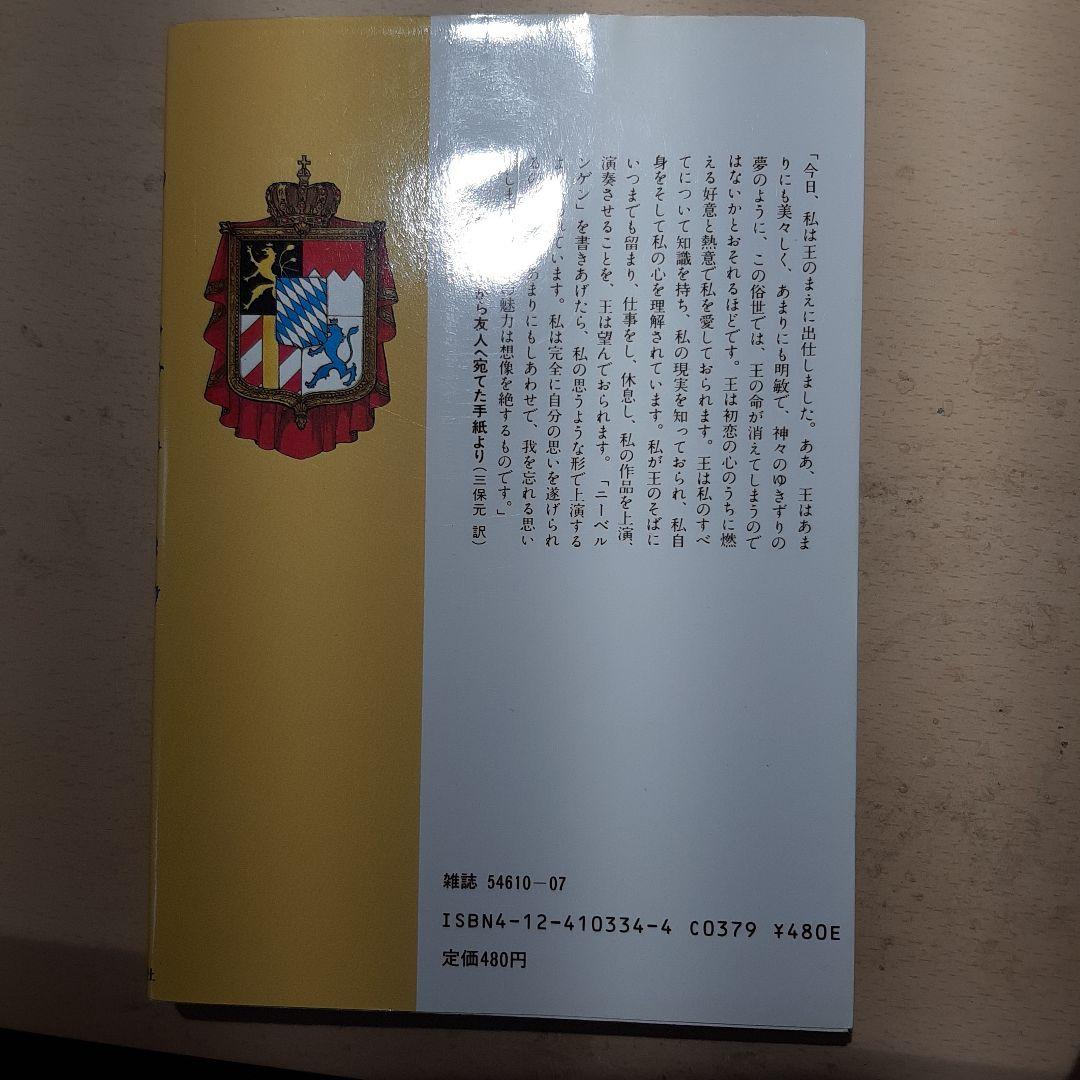 「今日、私は王のまえに出仕しました。ああ、王はあま
りにも美々しく、あまりにも明敏で、神々のゆきずりの
夢のように、この俗世では、王の命が消えてしまうので
はないかとおそれるほどです。王は初恋の心のうちに燃
える好意と熱意で私を愛しておられます。王は私のすべ
てについて知識を持ち、私の現実を知っておられ、私自
身をそして私の心を理解されています。私が王のそばに
いつまでも留まり、仕事をし、休息し、私の作品を上演、
演奏させることを、王は望んでおられます。「ニーベル
ンゲン」を書きあげたら、私の思うような形で上演する
れています。私は完全に自分の思いを遂げられ
まりにもしあわせで、我を忘れる思い
魅力は想像を絶するものです。」
から友人へ宛てた手紙より(三保元 訳)
雑誌 54610-07
ISBN4-12-410334-4 C0379 ¥480E
定価480円